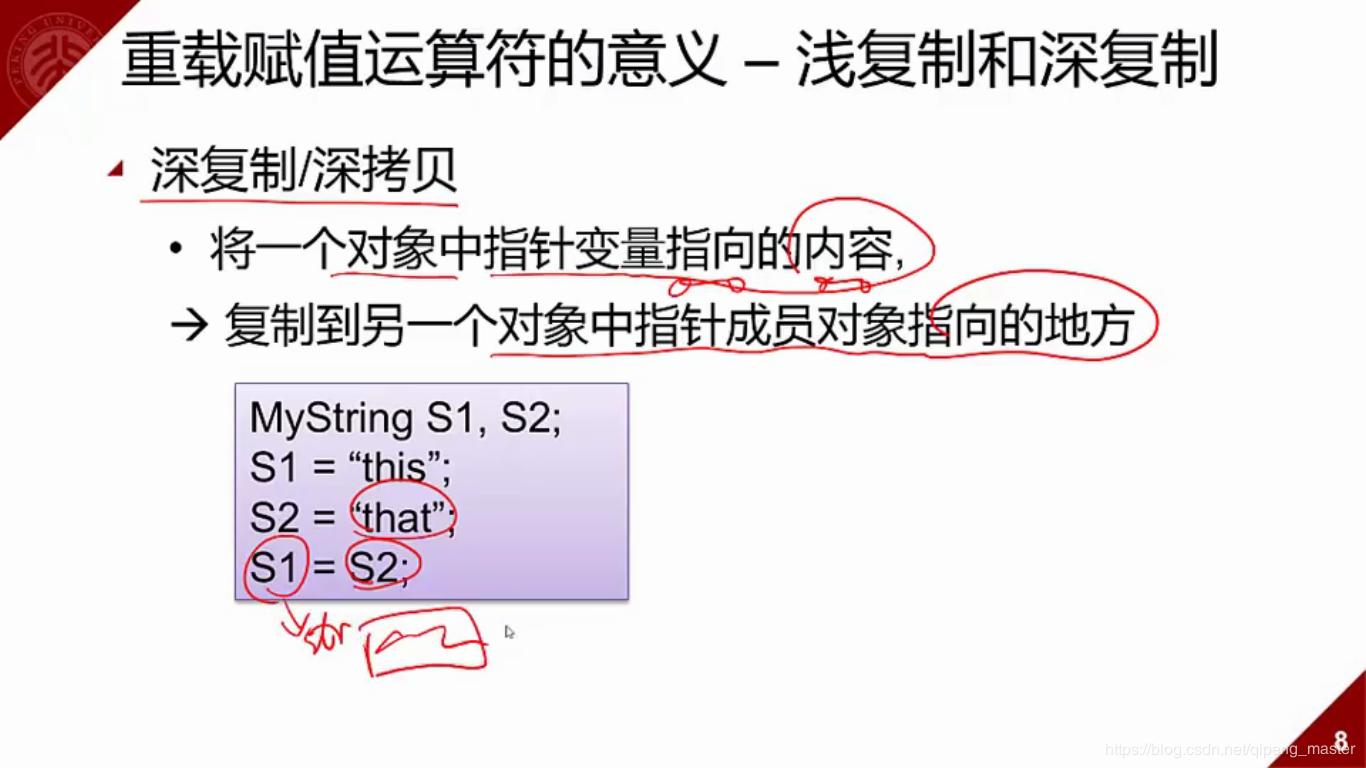 重载赋值运算符的意义 – 浅复制和深复制
深复制/深拷贝
• 将一个对象中指针变量指向的内容,
→ 复制到另一个对象中指针成员对象指向的地方
MyString S1, S2;
S1 = “this”;
S2 = “that”;
S1 = S2;
str
https://blog.csdn.net/qipang_master
8